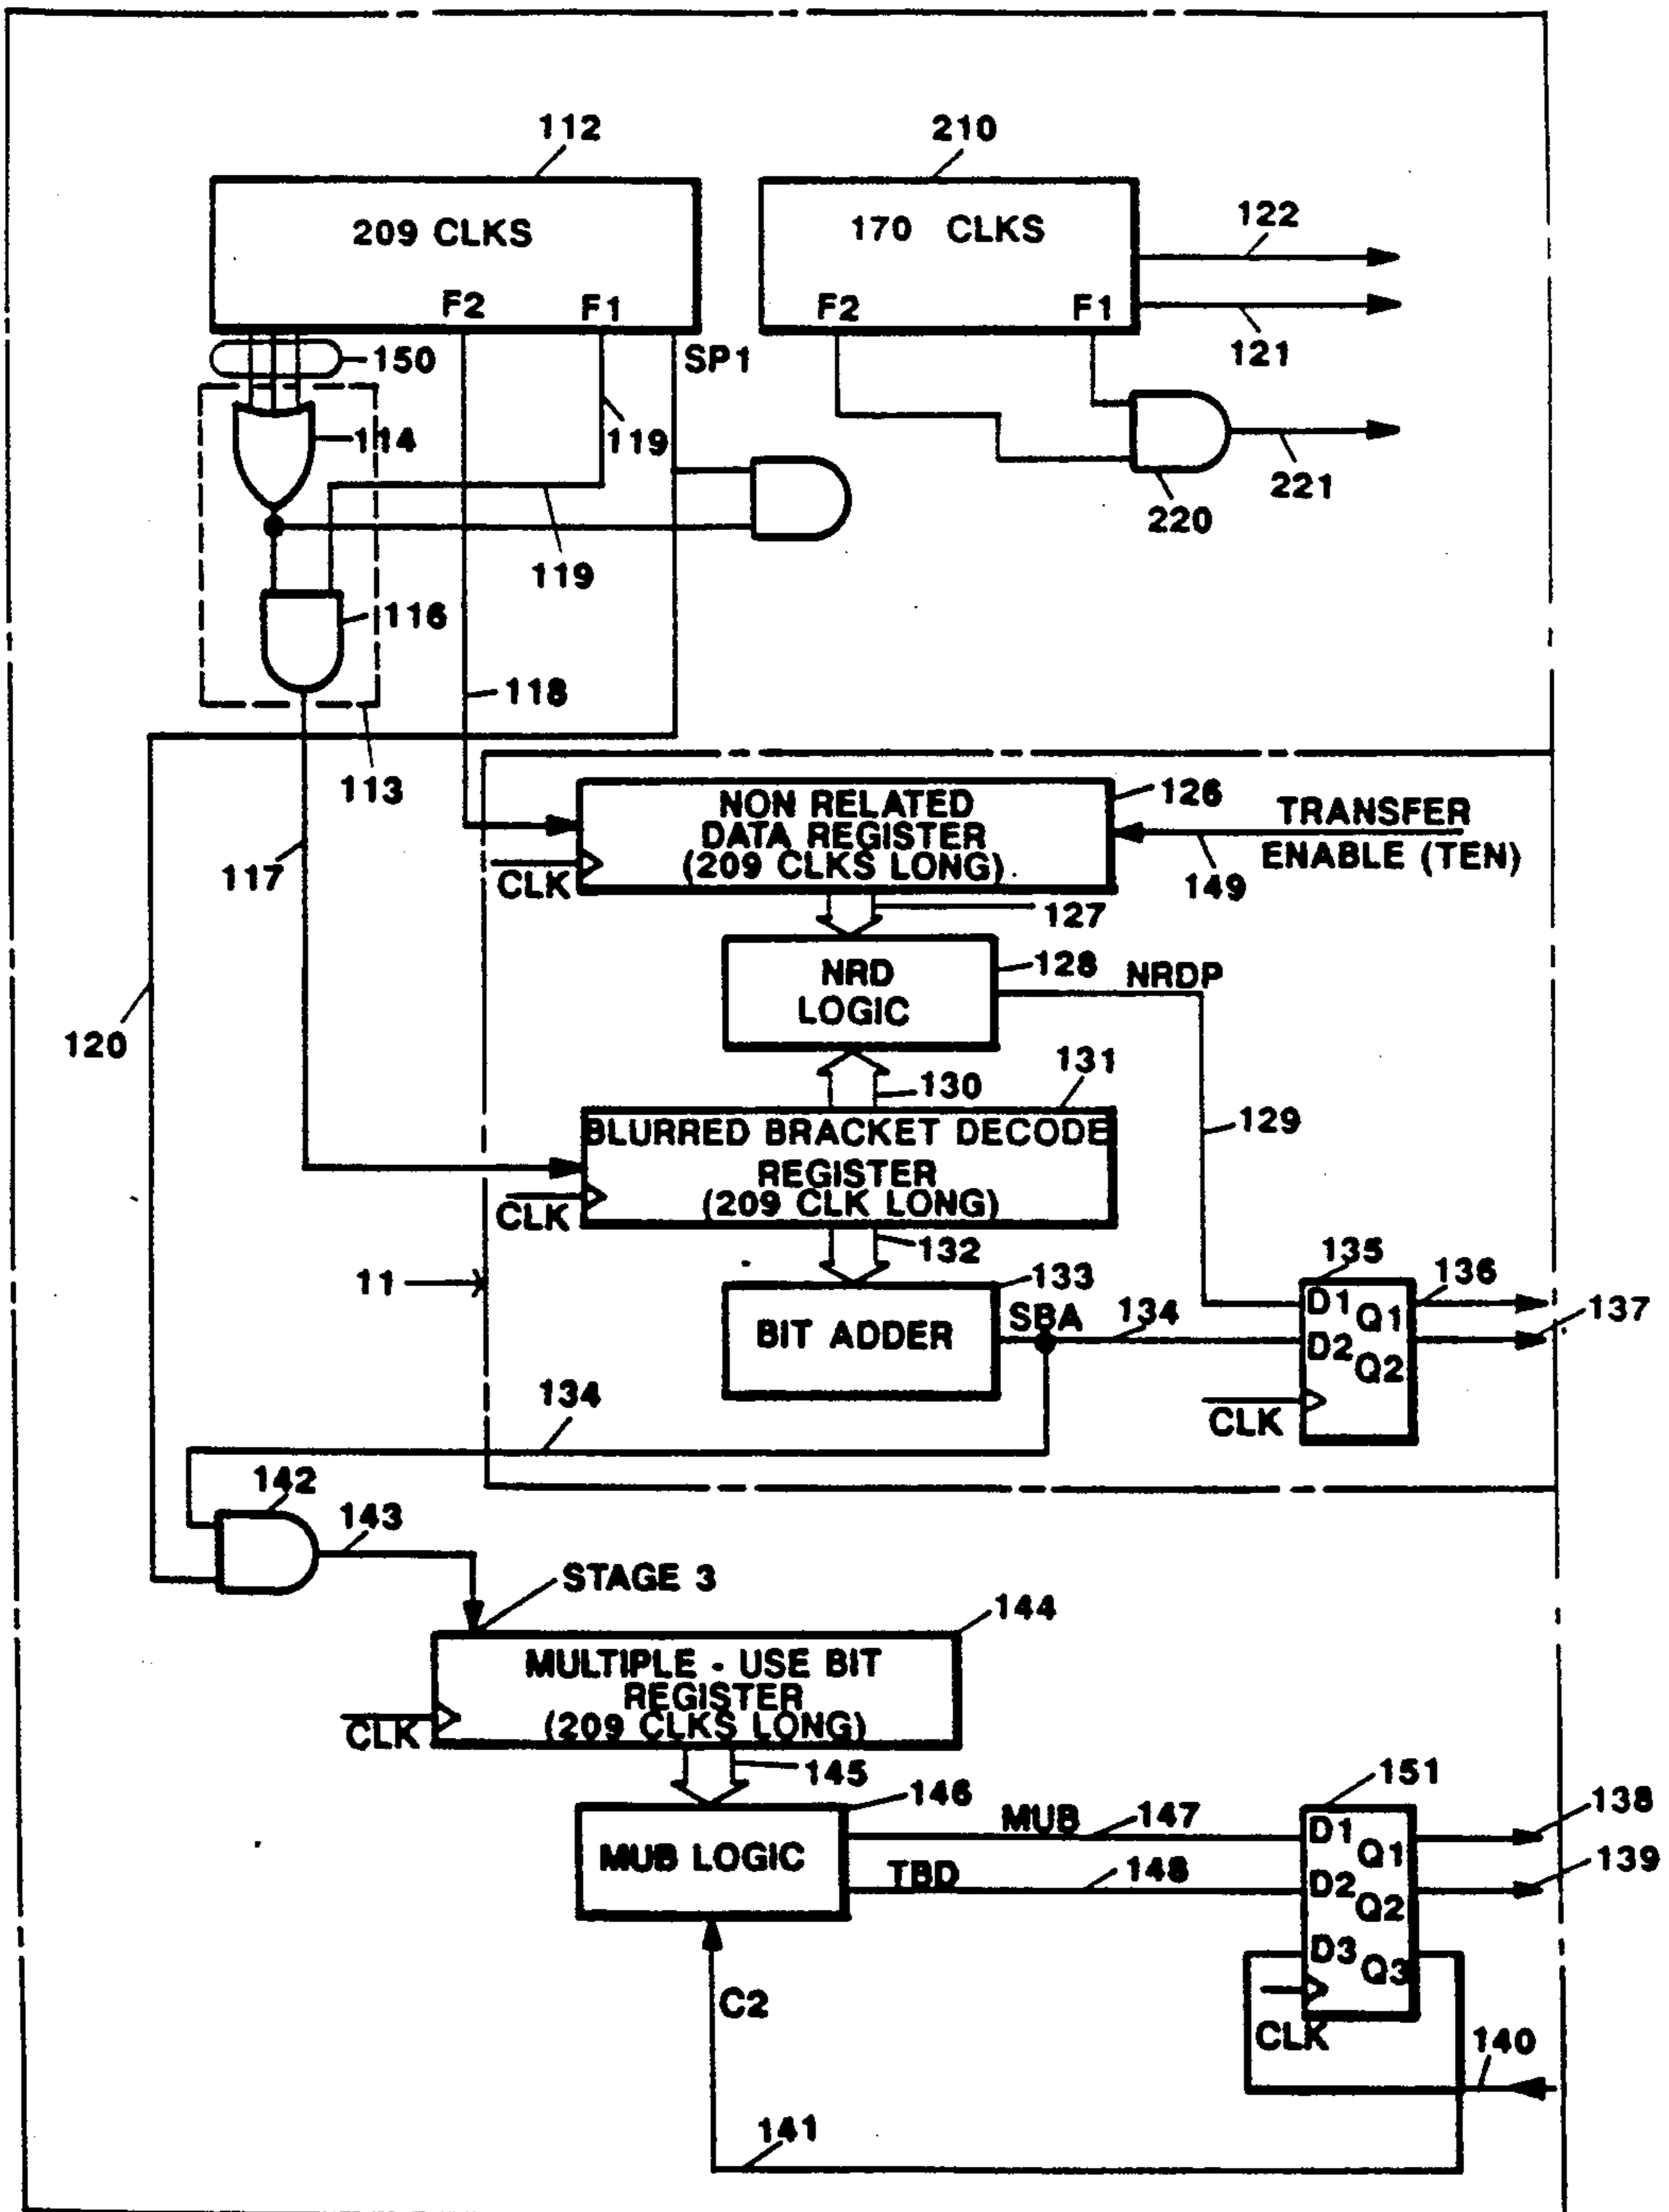 112
210
209 CLKS
170 CLKS
122
F2
F1
F2
F1
121
150
SP1
114
119
221
220
119
116
118
113
117
NON RELATED
DATA REGISTER
(209 CLKS LONG)
126
TRANSFER
ENABLE (TEN)
149
CLK
127
NRD
LOGIC
128
NRDP
120
130
131
129
BLURRED BRACKET DECODE
REGISTER
(209 CLK LONG)
CLK
132
11
133
BIT ADDER
SBA
134
135
136
137
D1
Q1
D2
Q2
CLK
134
142
143
STAGE 3
144
MULTIPLE - USE BIT
REGISTER
(209 CLKS LONG)
CLK
145
146
MUB LOGIC
MUB
147
TBD
148
151
138
139
D1
Q1
D2
Q2
D3
Q3
CLK
C2
140
141